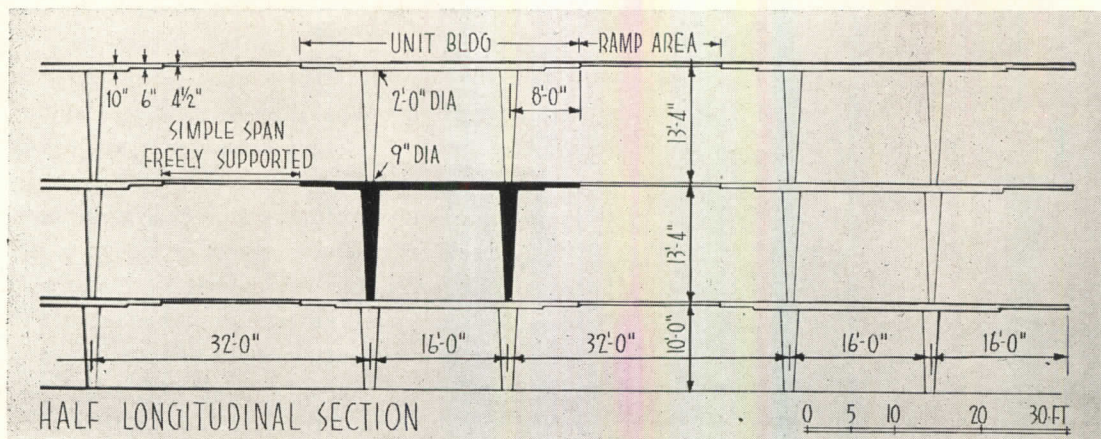 UNIT BLDG
RAMP AREA
10" 6" 4½"
2'-0" DIA
8'-0"
SIMPLE SPAN
FREELY SUPPORTED
9" DIA
13'-4"
13'-4"
10'-0"
32'-0" 16'-0" 32'-0" 16'-0" 16'-0"
HALF LONGITUDINAL SECTION
0 5 10 20 30·FT